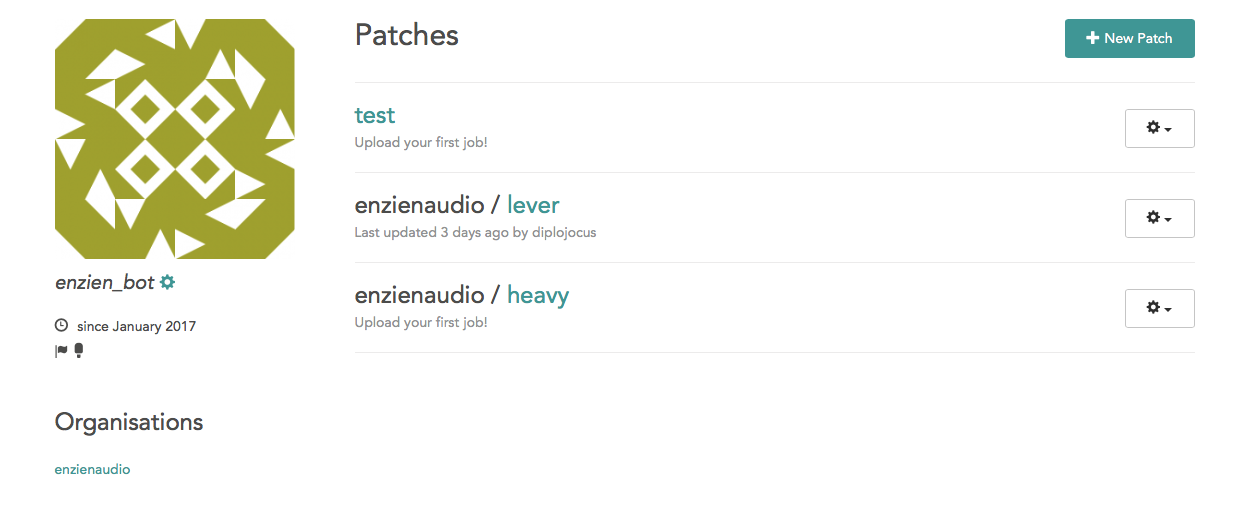 Patches
New Patch
test
Upload your first job!
enzienaudio / lever
Last updated 3 days ago by diplojocus
enzienaudio / heavy
Upload your first job!
enzien_bot
since January 2017
Organisations
enzienaudio